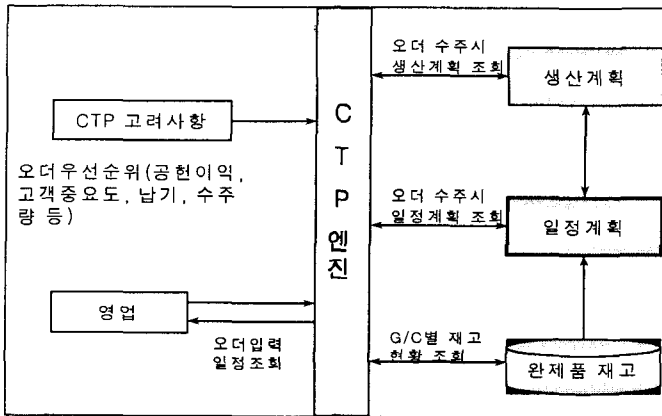 오더 수주시
생산계획 조회
생산계획
CTP 고려사항
오더우선순위(공헌이익,
고객중요도, 납기, 수주
량 등)
C
T
P
엔
진
오더 수주시
일정계획 조회
일정계획
영업
오더입력
일정조회
G/C별 재고
현황 조회
완제품 재고